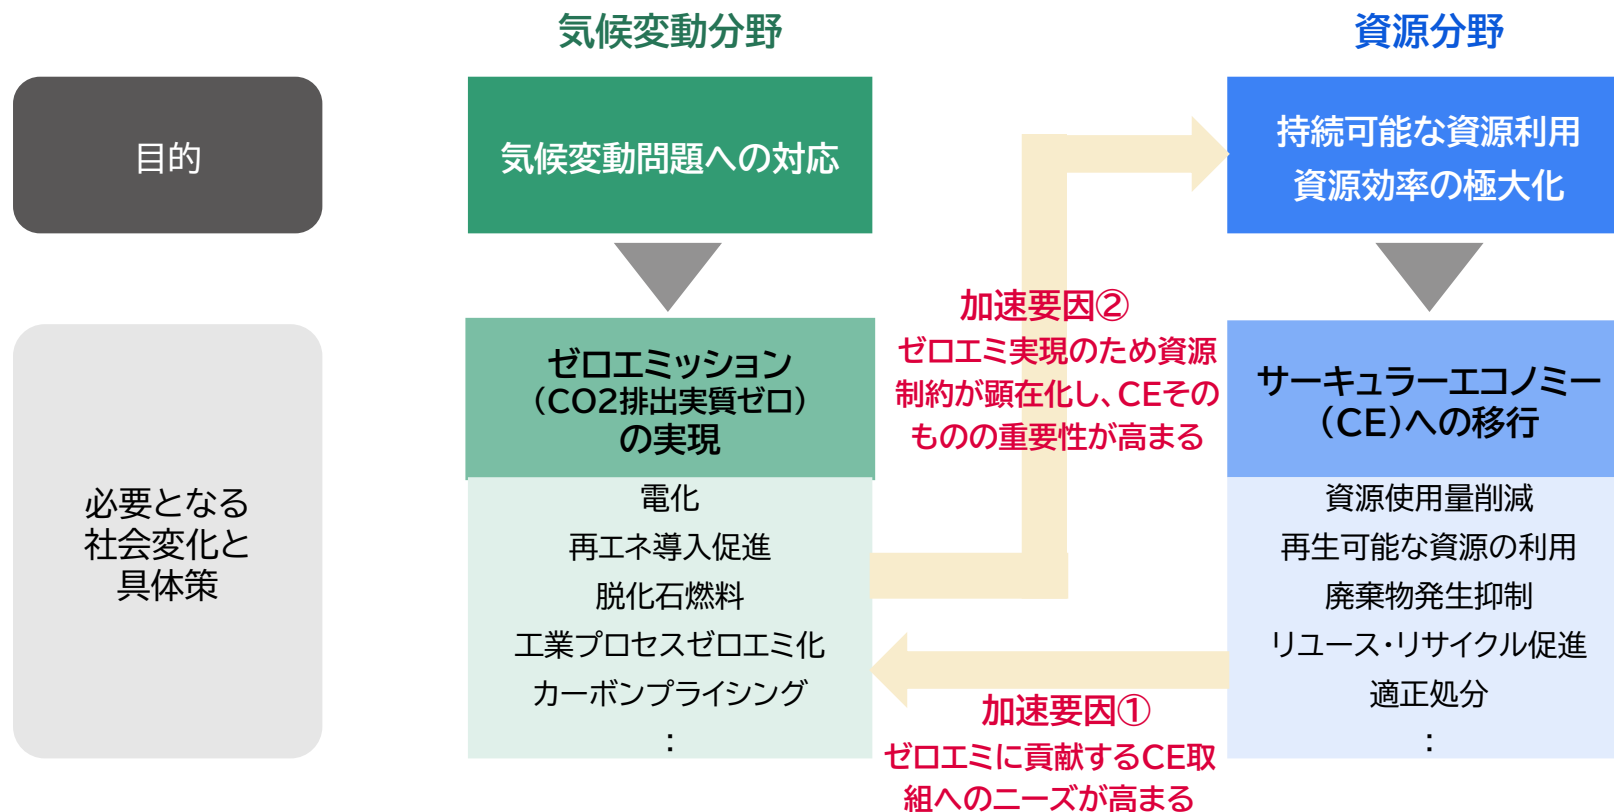 気候変動分野
資源分野
目的
気候変動問題への対応
持続可能な資源利用
資源効率の極大化
必要となる
社会変化と
具体策
ゼロエミッション
（CO2排出実質ゼロ）
の実現
電化
再エネ導入促進
脱化石燃料
工業プロセスゼロエミ化
カーボンプライシング
：
加速要因②
ゼロエミ実現のため資源
制約が顕在化し、CEその
ものの重要性が高まる
加速要因①
ゼロエミに貢献するCE取
組へのニーズが高まる
サーキュラーエコノミー
（CE）への移行
資源使用量削減
再生可能な資源の利用
廃棄物発生抑制
リユース・リサイクル促進
適正処分
：